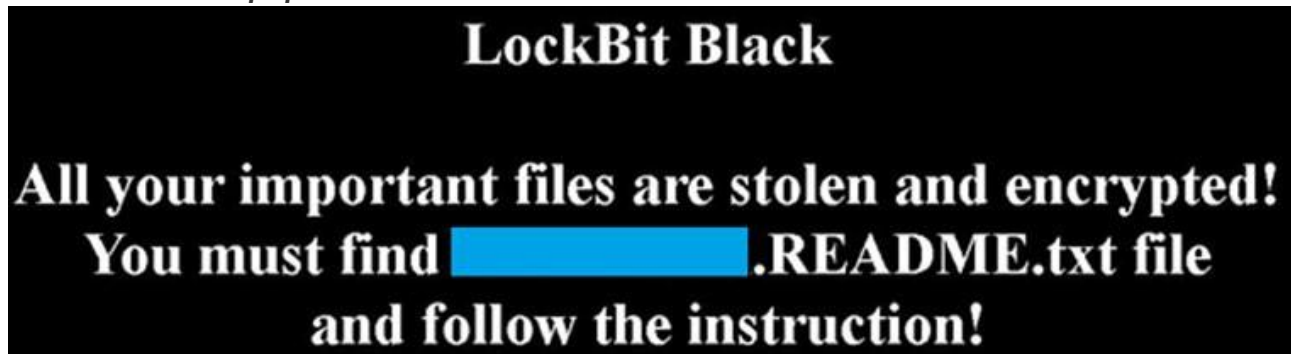 LockBit Black
All your important files are stolen and encrypted!
You must find .README.txt file
and follow the instruction!